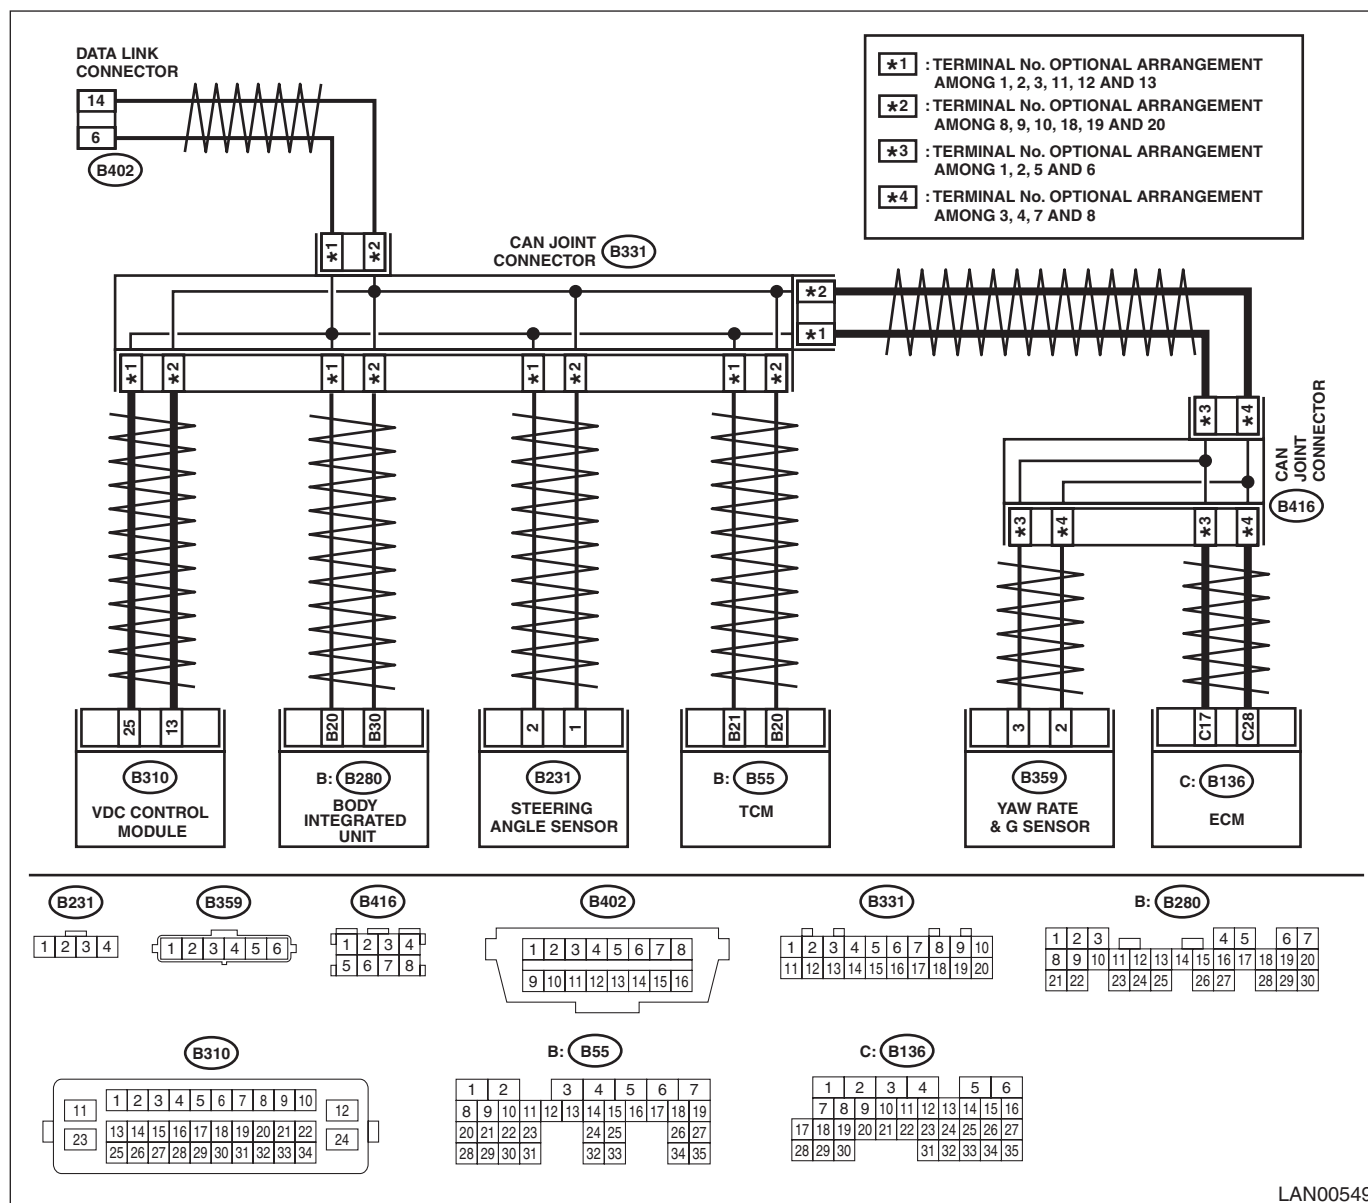 DATA LINK
CONNECTOR
14
6
B402
*1 : TERMINAL No. OPTIONAL ARRANGEMENT
AMONG 1, 2, 3, 11, 12 AND 13
*2 : TERMINAL No. OPTIONAL ARRANGEMENT
AMONG 8, 9, 10, 18, 19 AND 20
*3 : TERMINAL No. OPTIONAL ARRANGEMENT
AMONG 1, 2, 5 AND 6
*4 : TERMINAL No. OPTIONAL ARRANGEMENT
AMONG 3, 4, 7 AND 8
*1 *2
CAN JOINT
CONNECTOR
B331
*2
*1
*1 *2 *1 *2 *1 *2 *1 *2
*3 *4
CAN
JOINT
CONNECTOR
B416
*3 *4 *3 *4
25 13
B310
VDC CONTROL
MODULE
B20 B30
B: B280
BODY
INTEGRATED
UNIT
2 1
B231
STEERING
ANGLE SENSOR
B21 B20
B: B55
TCM
3 2
B359
YAW RATE
& G SENSOR
C17 C28
C: B136
ECM
B231
1 2 3 4
B359
1 2 3 4 5 6
B416
1 2 3 4
5 6 7 8
B402
1 2 3 4 5 6 7 8
9 10 11 12 13 14 15 16
B331
1 2 3 4 5 6 7 8 9 10
11 12 13 14 15 16 17 18 19 20
B: B280
1 2 3 4 5 6 7
8 9 10 11 12 13 14 15 16 17 18 19 20
21 22 23 24 25 26 27 28 29 30
B310
11 1 2 3 4 5 6 7 8 9 10 12
23 13 14 15 16 17 18 19 20 21 22 24
25 26 27 28 29 30 31 32 33 34
B: B55
1 2 3 4 5 6 7
8 9 10 11 12 13 14 15 16 17 18 19
20 21 22 23 24 25 26 27
28 29 30 31 32 33 34 35
C: B136
1 2 3 4 5 6
7 8 9 10 11 12 13 14 15 16
17 18 19 20 21 22 23 24 25 26 27
28 29 30 31 32 33 34 35
LAN00549